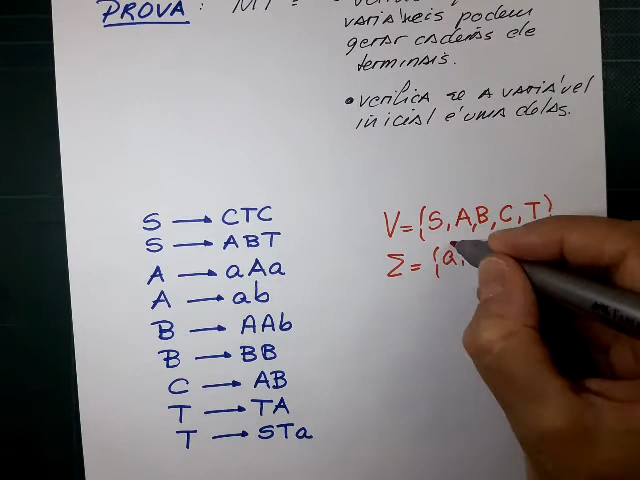 PROVA: MT =
variáveis podem
gerar cadeias de
terminais.
• verifica se a variável
inicial é uma delas.
S → CTC
S → ABT
A → aAa
A → ab
B → AAb
B → BB
C → AB
T → TA
T → STa
V = {S, A, B, C, T}
Σ = {a,